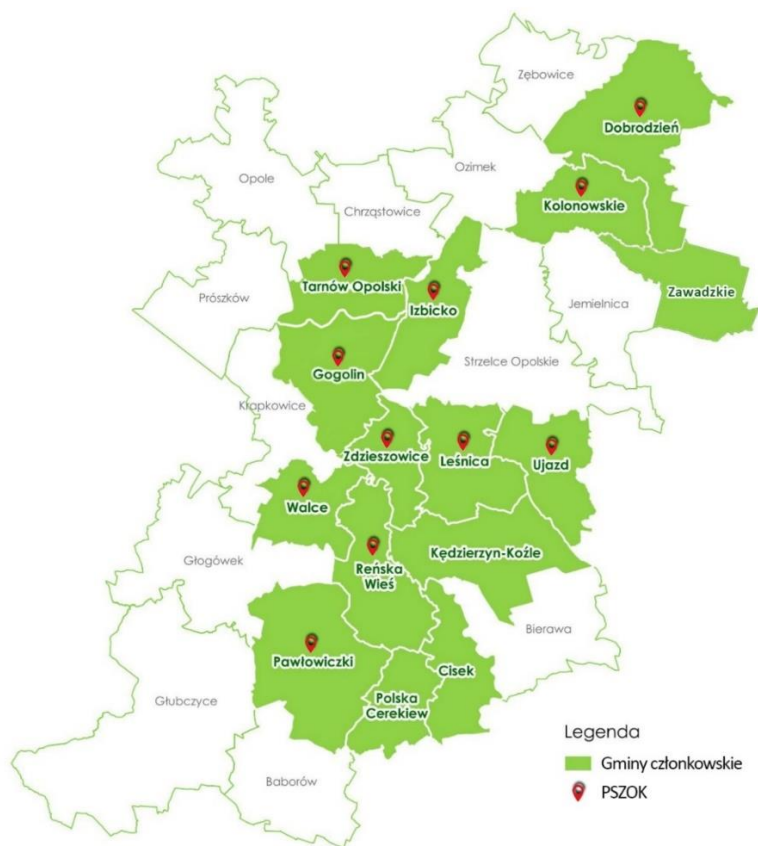 Zębowice
Dobrodzień
Ozimek
Opole
Kolonowskie
Chrząstowice
Tarnów Opolski
Zawadzkie
Prószków
Izbicko
Jemielnica
Strzelce Opolskie
Gogolin
Krapkowice
Zdzieszowice
Leśnica
Ujazd
Walce
Kędzierzyn-Koźle
Głogówek
Reńska
Wieś
Bierawa
Pawłowiczki
Cisek
Polska
Cerekiew
Głubczyce
Baborów
Legenda
Gminy członkowskie
PSZOK